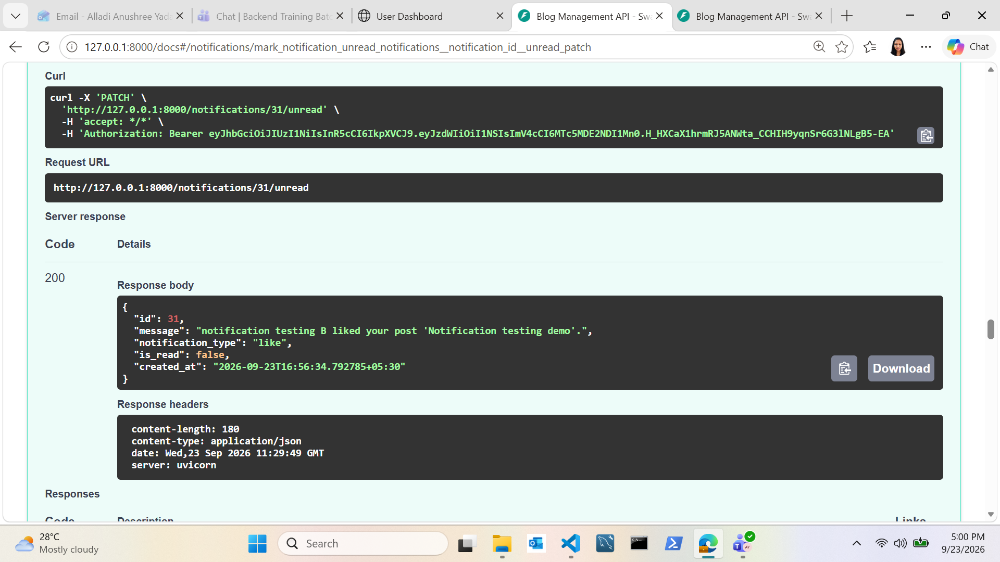 Email - Alladi Anushree Yada
Chat | Backend Training Batc
User Dashboard
Blog Management API - Swa
Blog Management API - Swa
127.0.0.1:8000/docs#/notifications/mark_notification_unread_notifications__notification_id__unread_patch
Chat
Curl
curl -X 'PATCH' \
'http://127.0.0.1:8000/notifications/31/unread' \
-H 'accept: */*' \
-H 'Authorization: Bearer eyJhbGciOiJIUzI1NiIsInR5cCI6IkpXVCJ9.eyJzdWIiOiI1NSIsImV4cCI6MTc5MDE2NDI1Mn0.H_HXCaX1hrmRJ5ANWta_CCHIH9yqnSr6G3lNLgB5-EA'
Request URL
http://127.0.0.1:8000/notifications/31/unread
Server response
Code Details
200
Response body
{
"id": 31,
"message": "notification testing B liked your post 'Notification testing demo'.",
"notification_type": "like",
"is_read": false,
"created_at": "2026-09-23T16:56:34.792785+05:30"
}
Download
Response headers
content-length: 180
content-type: application/json
date: Wed,23 Sep 2026 11:29:49 GMT
server: uvicorn
Responses
Code Description Links
28°C
Mostly cloudy
Search
AY
5:00 PM
9/23/2026